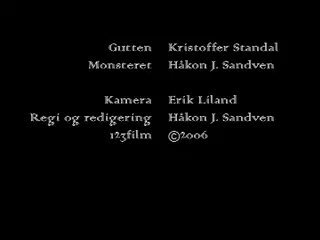 Gutten Kristoffer Standal
Monsteret Håkon J. Sandven
Kamera Erik Liland
Regi og redigering Håkon J. Sandven
123film ©2006